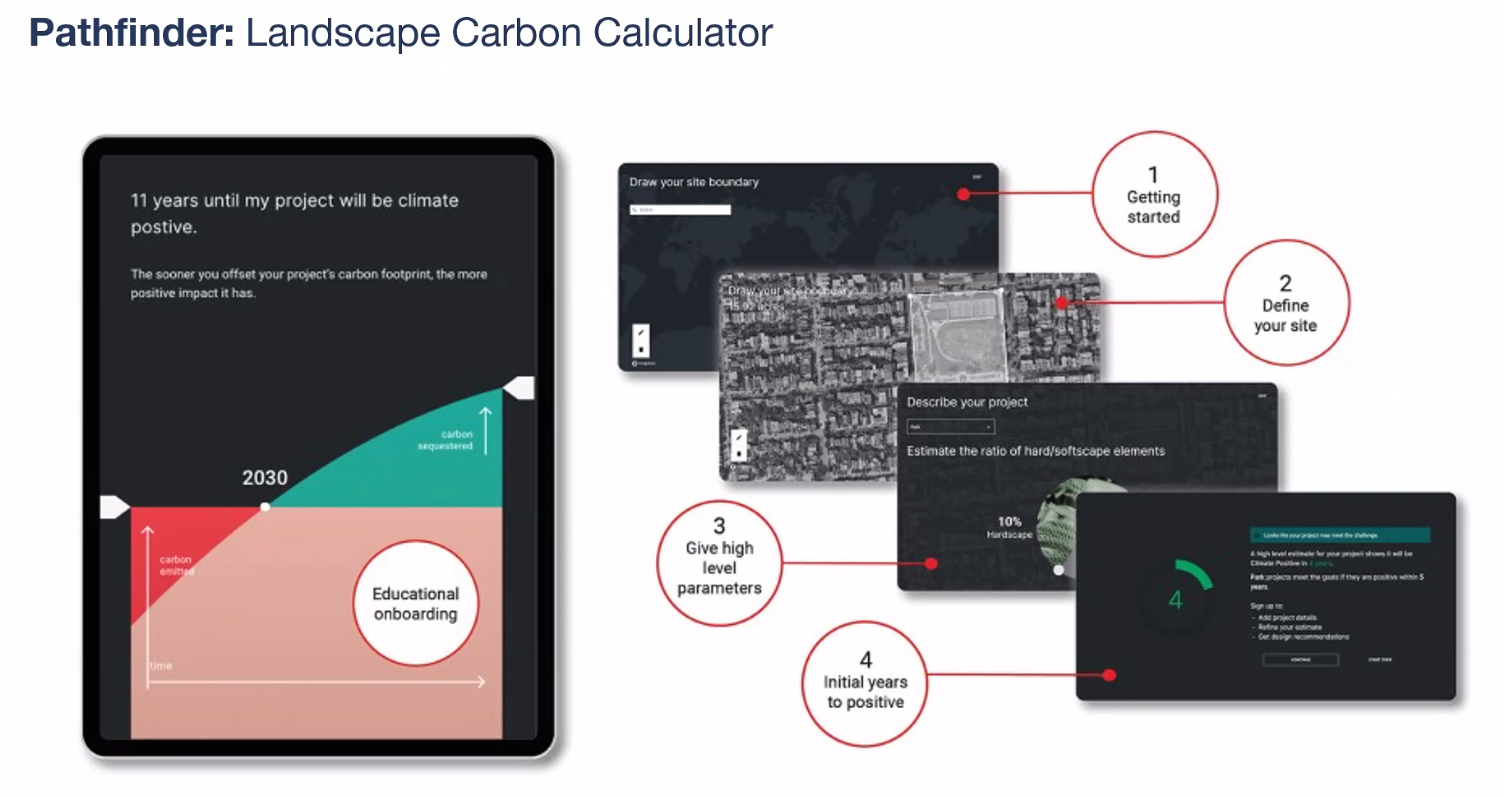 Pathfinder: Landscape Carbon Calculator
11 years until my project will be climate
postive.
The sooner you offset your project's carbon footprint, the more
positive impact it has.
2030
carbon
sequestered
carbon
emitted
time
Educational
onboarding
Draw your site boundary
1
Getting
started
Draw your site boundary
15.92 acres
2
Define
your site
Describe your project
Park
Estimate the ratio of hard/softscape elements
10%
Hardscape
3
Give high
level
parameters
Looks like your project may meet the challenge.
A high level estimate for your project shows it will be
Climate Positive in 4 years.
Park projects meet the goals if they are positive within 5
years.
Sign up to:
- Add project details
- Refine your estimate
- Get design recommendations
CONTINUE
START OVER
4
4
Initial years
to positive